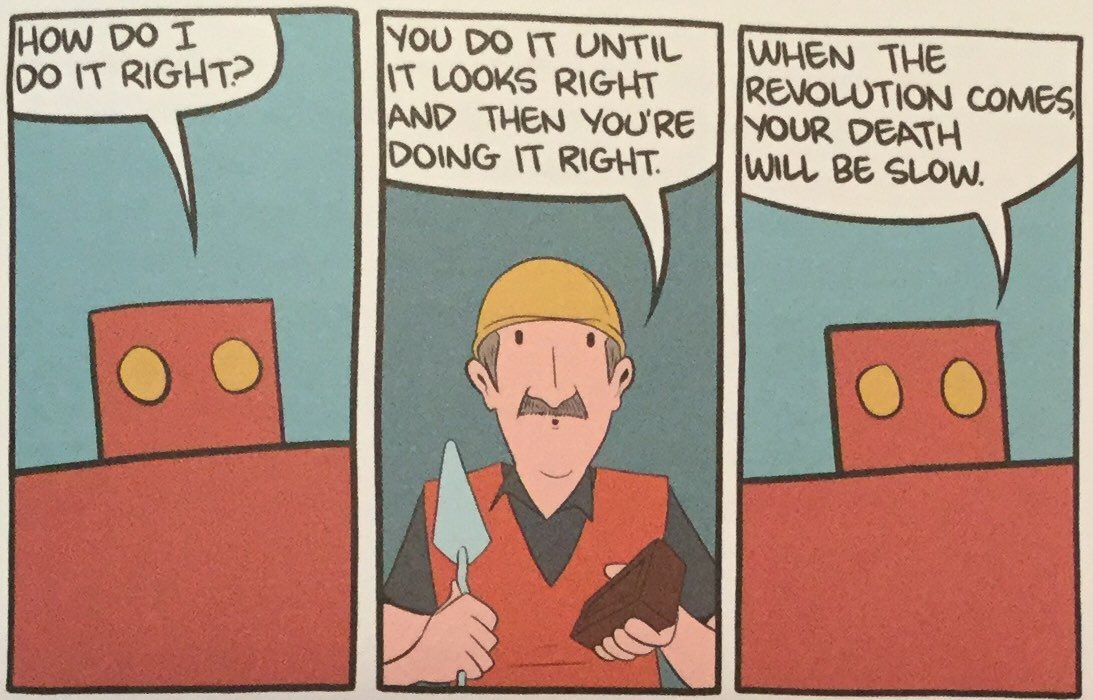 HOW DO I
DO IT RIGHT?
YOU DO IT UNTIL
IT LOOKS RIGHT
AND THEN YOU'RE
DOING IT RIGHT.
WHEN THE
REVOLUTION COMES,
YOUR DEATH
WILL BE SLOW.